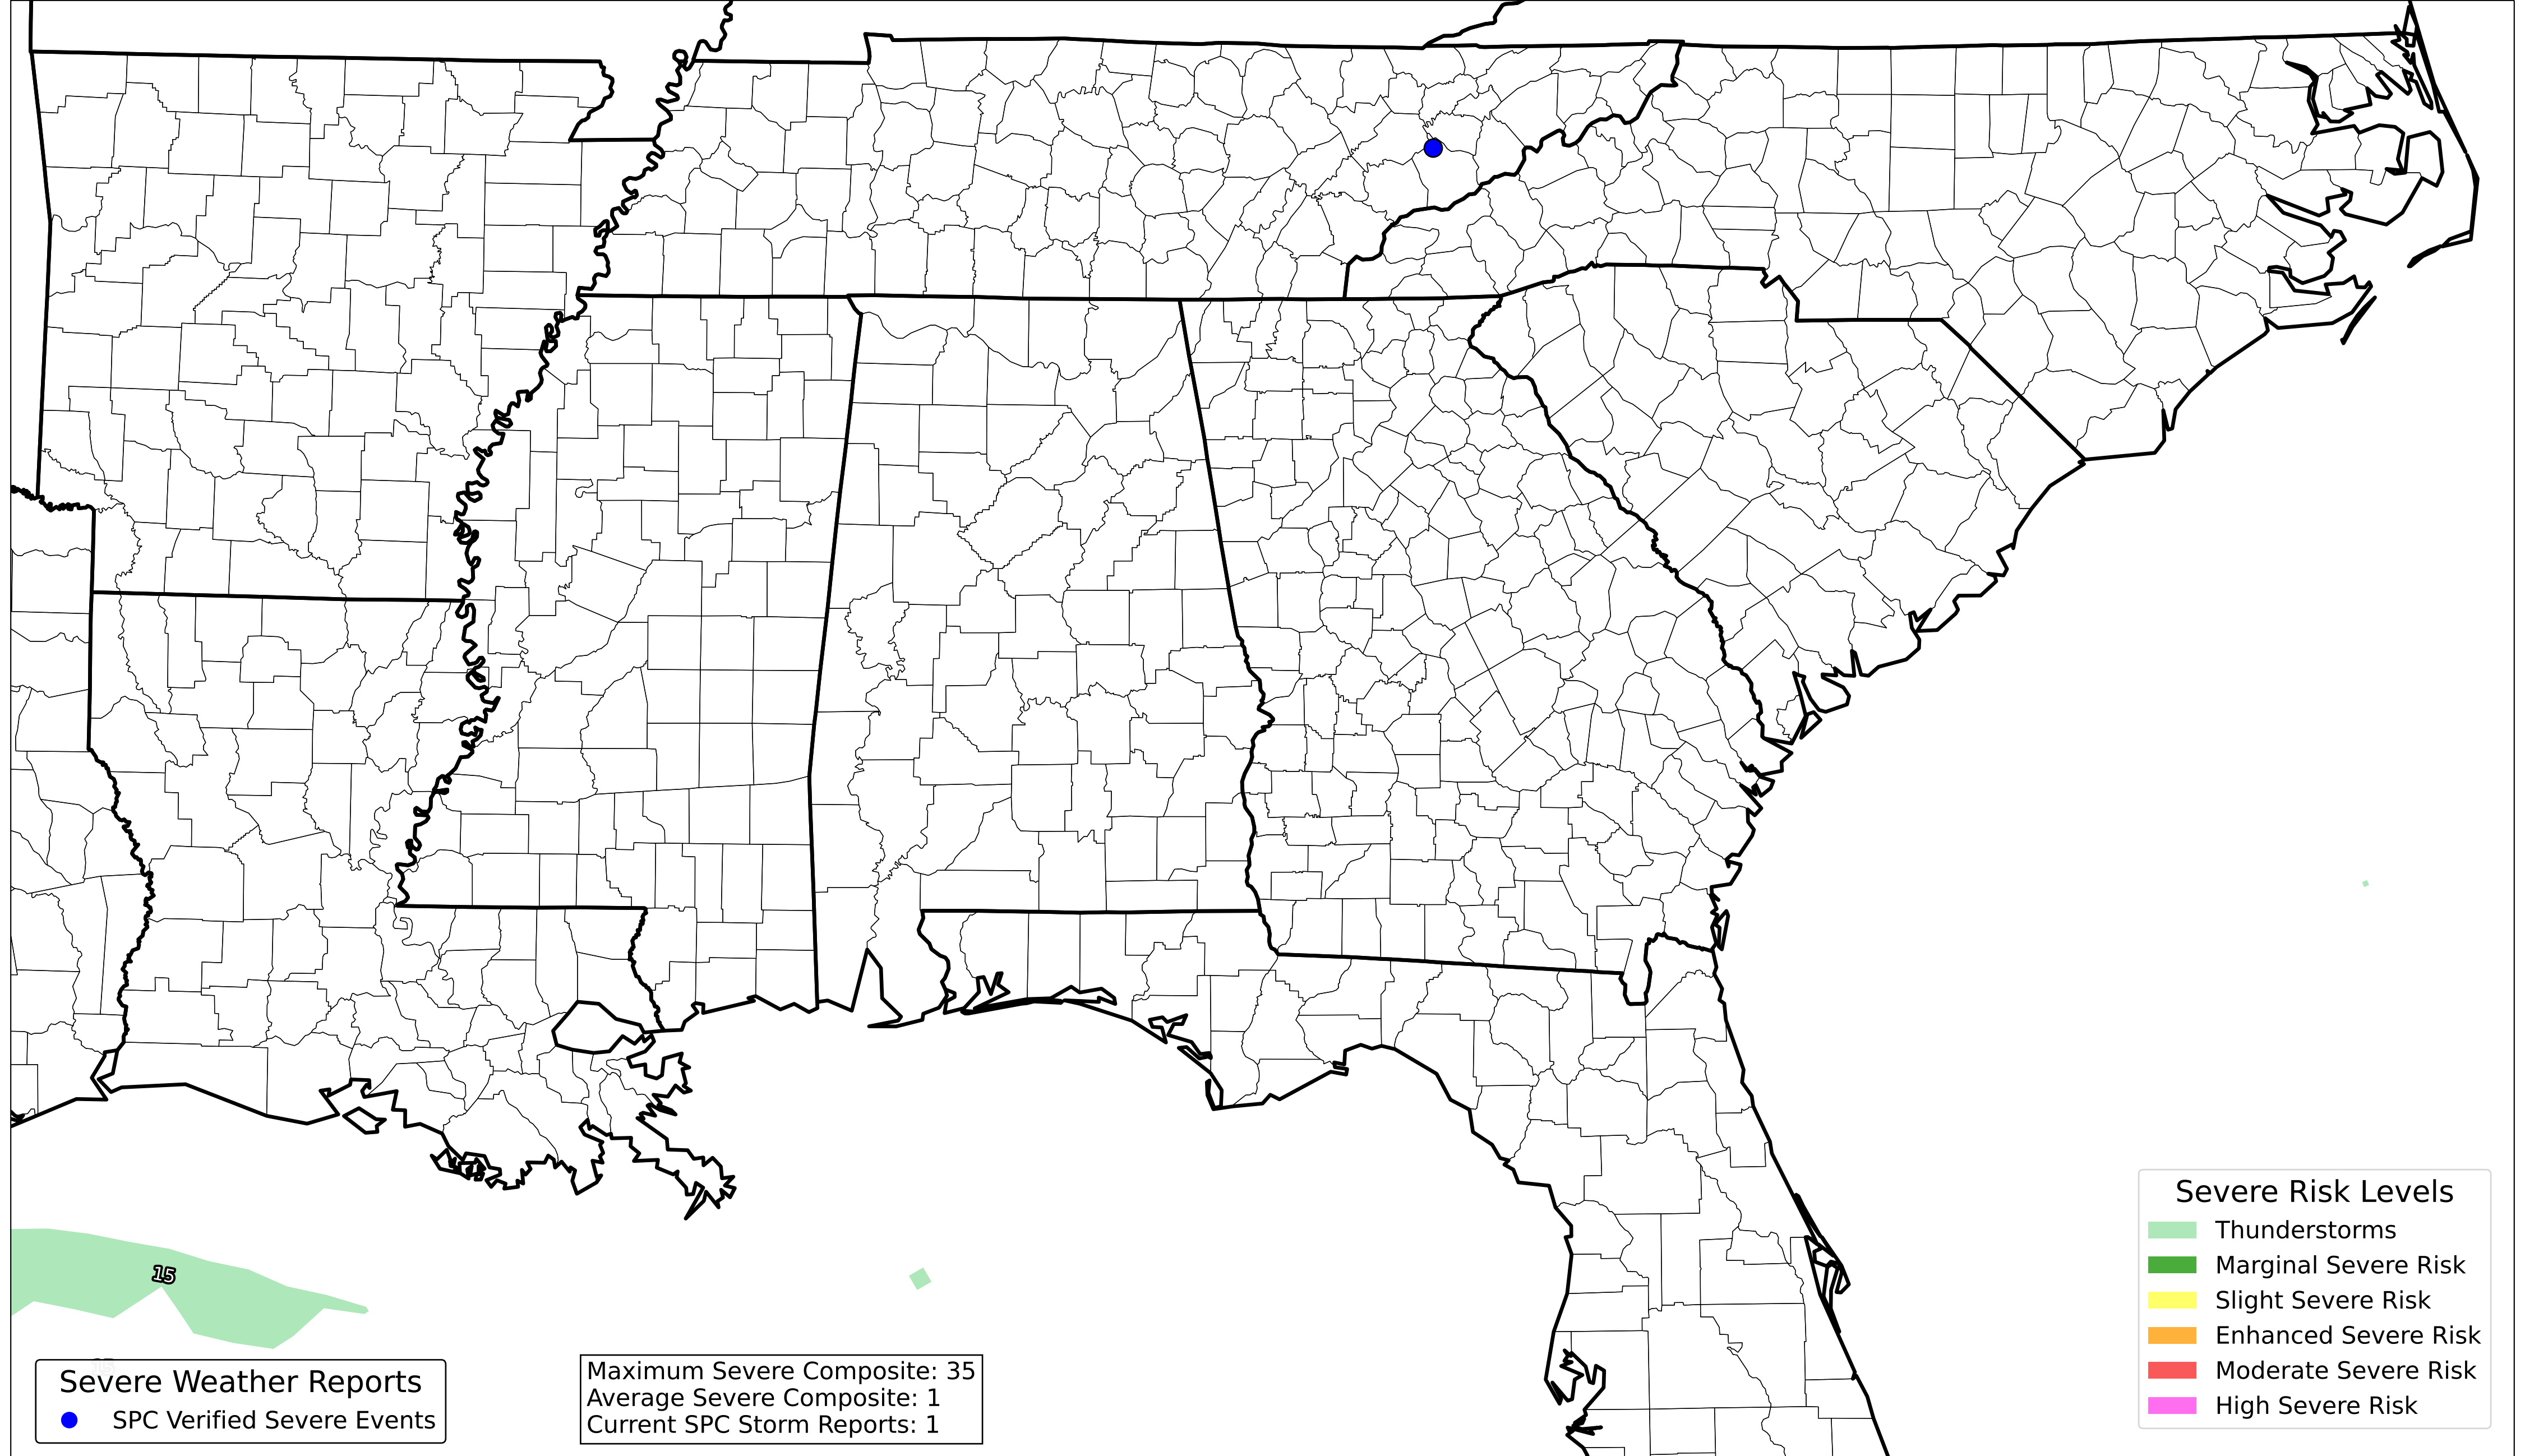 15
Severe Weather Reports
SPC Verified Severe Events
Maximum Severe Composite: 35
Average Severe Composite: 1
Current SPC Storm Reports: 1
Severe Risk Levels
Thunderstorms
Marginal Severe Risk
Slight Severe Risk
Enhanced Severe Risk
Moderate Severe Risk
High Severe Risk